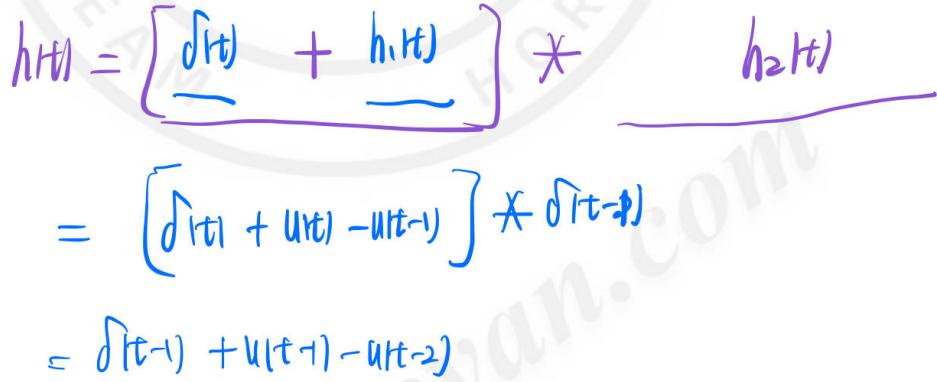 h(t) = [δ(t) + h₁(t)] * h₂(t)
= [δ(t) + u(t) - u(t-1)] * δ(t-1)
= δ(t-1) + u(t-1) - u(t-2)